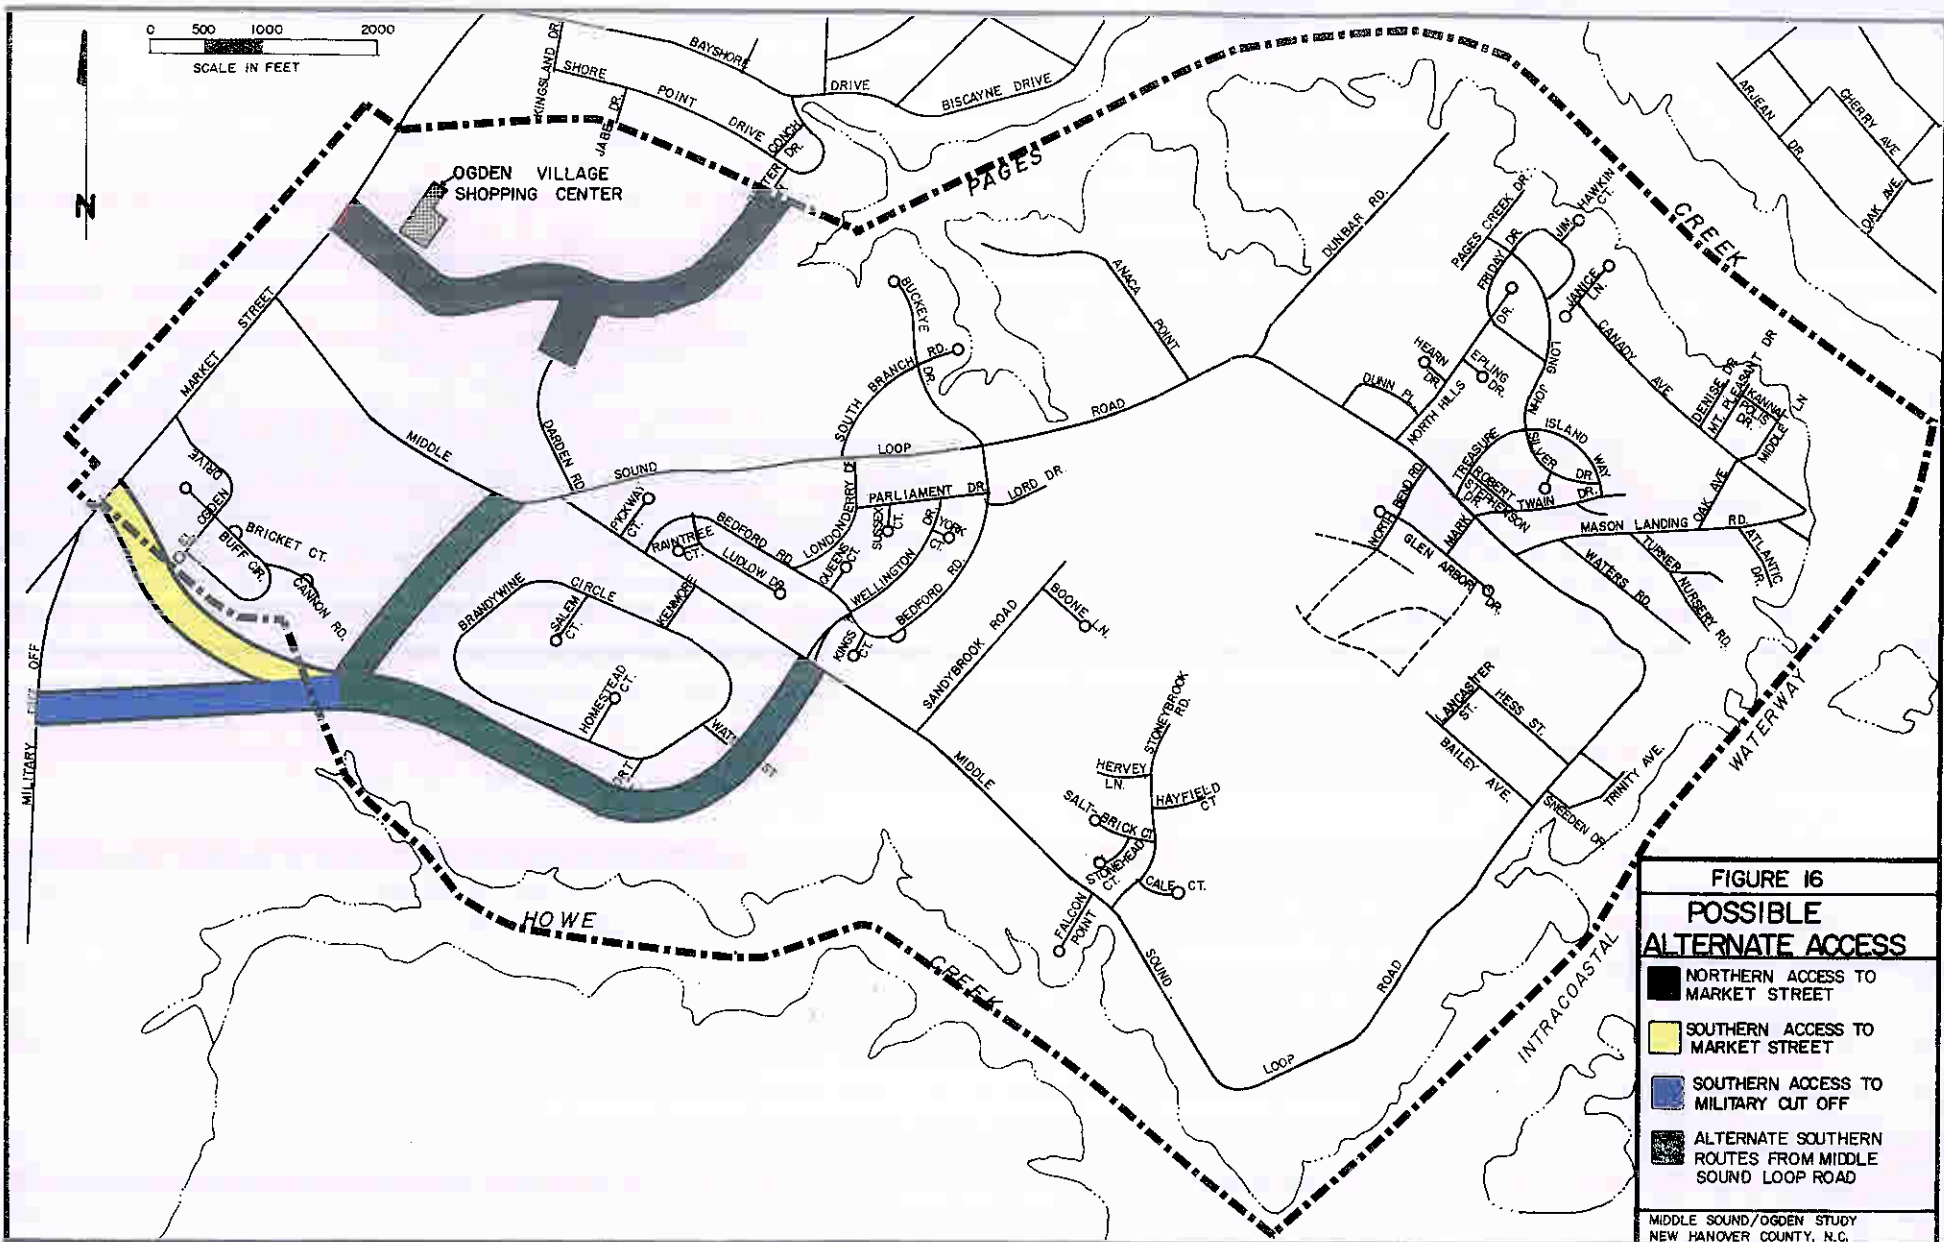 0 500 1000 2000
SCALE IN FEET
N
KINGSLAND DR.
BAYSHORE
DRIVE
SHORE
POINT
DRIVE
JABE DR.
CONCH
DR.
BISCAYNE DRIVE
ARJEAN
DR.
CHERRY AVE
OAK AVE.
OGDEN VILLAGE
SHOPPING CENTER
PAGES
CREEK
MARKET
STREET
BUCKEYE
DR.
ANACA
POINT
DUNBAR RD.
PAGES CREEK DR.
FRIDAY DR.
JIM HAWKIN
CT.
JANICE
LN.
CANADY
AVE
HEARN
DR.
EPLING
DR.
DR.
LONG
JOHN
SILVER
DR.
DENISE DR
MT. PLEASANT DR
KANNAPOLIS
DR.
MIDDLE LN
DUNN PL.
NORTH HILLS
SOUTH BRANCH RD.
MIDDLE
SOUND
LOOP
ROAD
DARDEN RD
TREASURE
ISLAND
WAY
ROBERT
STEPHENSON
DR.
MARK
TWAIN
DR.
OAK AVE
MASON LANDING RD.
ATLANTIC
DR.
NORTH BEND RD.
GLEN
ARBOR
DR.
WATERS
RD.
TURNER
NURSERY RD.
OGDEN
DRIVE
BRICKET CT.
BUFF CIR.
CANNON RD.
PICKWAY
CT.
RAINTREE
CT.
BEDFORD RD
LUDLOW DR
LONDONDERRY CT
PARLIAMENT DR.
LORD DR.
SUSSEX
CT.
QUEENS
CT.
YORK
CT.
DR.
WELLINGTON
BEDFORD RD.
KINGS
CT.
BRANDYWINE
CIRCLE
SALEM
CT.
KENMORE
HOMESTEAD
CT.
ST
SANDYBROOK ROAD
BOONE
LN.
MIDDLE
STONEYBROOK
RD.
HERVEY
LN.
HAYFIELD
CT
SALT-
BRICK CT
STONEHEAD
CT.
CALE CT.
FALCON
POINT
SOUND
LOOP
ROAD
LANCASTER
ST.
HESS ST.
BAILEY AVE.
TRINITY AVE.
SNEEDEN DR.
MILITARY CUT OFF
HOWE
CREEK
INTRACOASTAL
WATERWAY
FIGURE 16
POSSIBLE
ALTERNATE ACCESS
NORTHERN ACCESS TO
MARKET STREET
SOUTHERN ACCESS TO
MARKET STREET
SOUTHERN ACCESS TO
MILITARY CUT OFF
ALTERNATE SOUTHERN
ROUTES FROM MIDDLE
SOUND LOOP ROAD
MIDDLE SOUND/OGDEN STUDY
NEW HANOVER COUNTY, N.C.